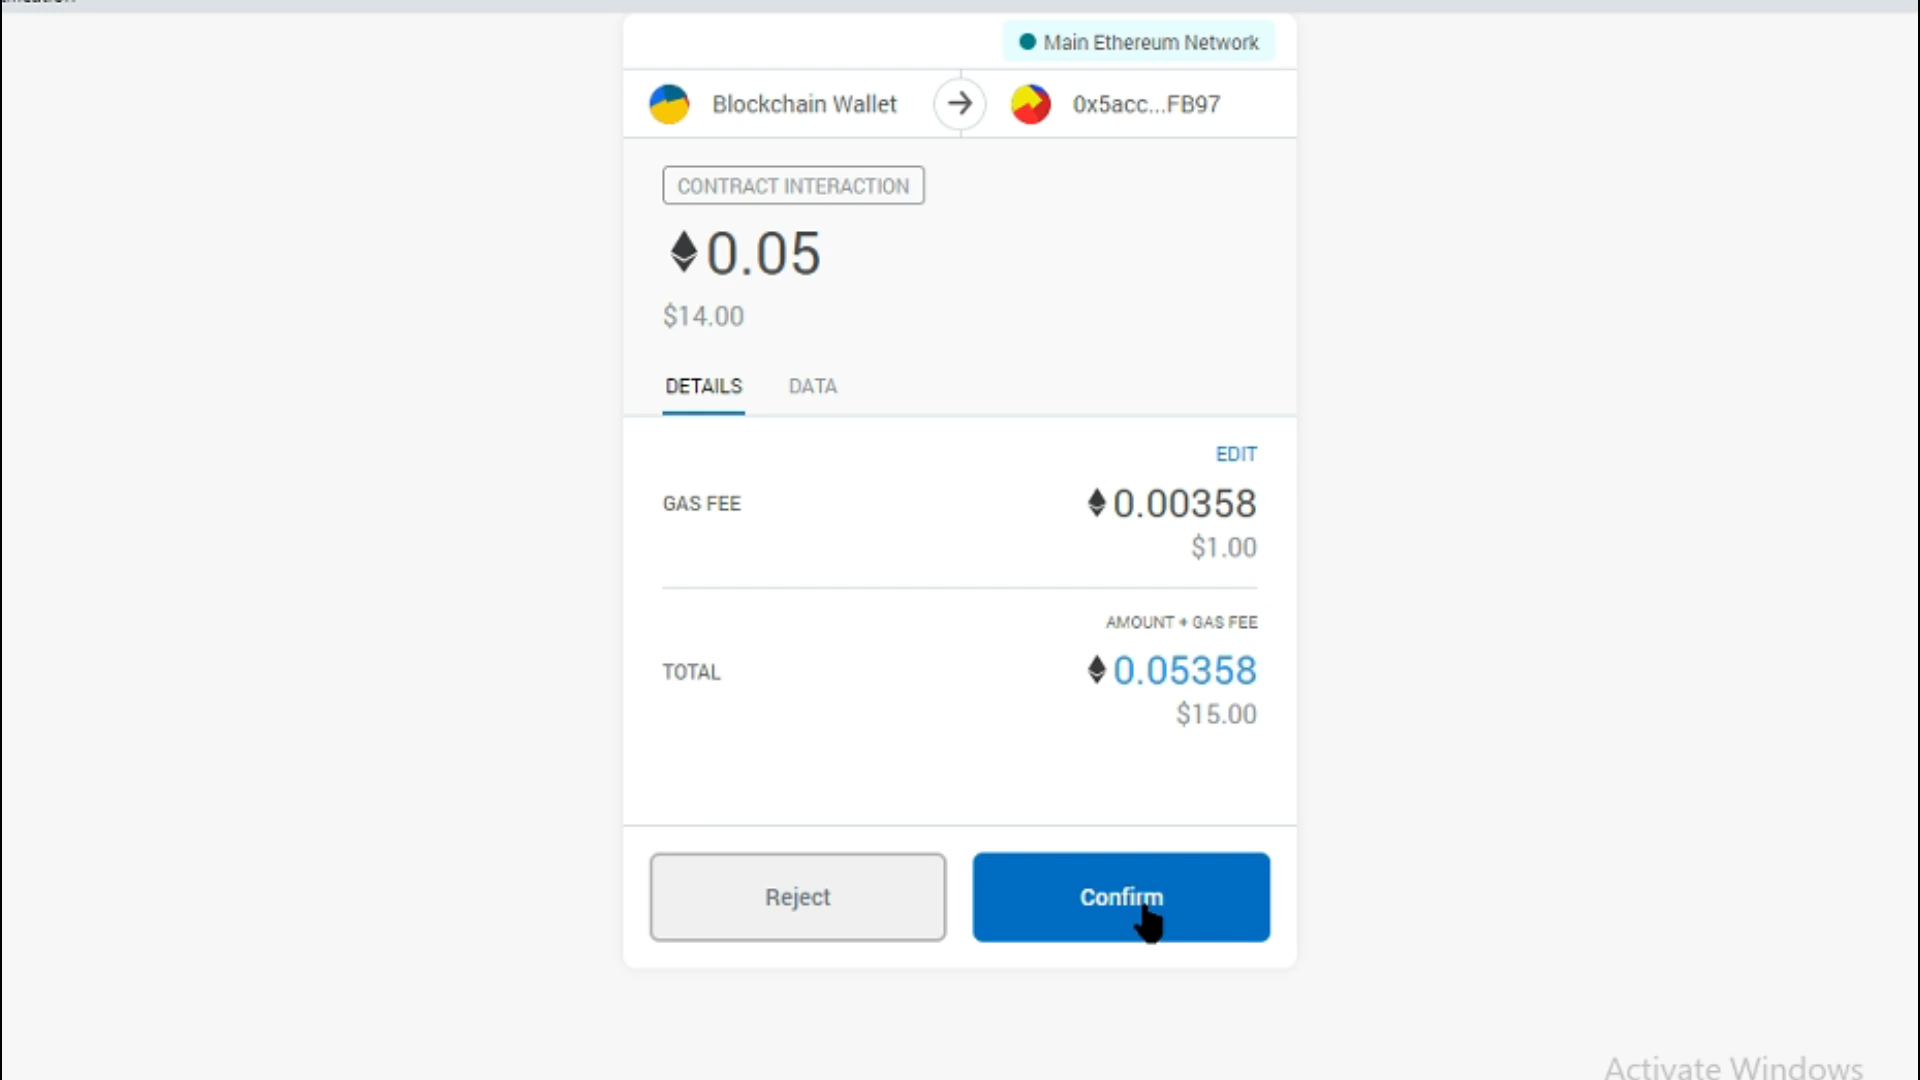 Main Ethereum Network
Blockchain Wallet
0x5acc...FB97
CONTRACT INTERACTION
0.05
$14.00
DETAILS DATA
EDIT
GAS FEE 0.00358
$1.00
AMOUNT + GAS FEE
TOTAL 0.05358
$15.00
Reject Confirm
Activate Windows